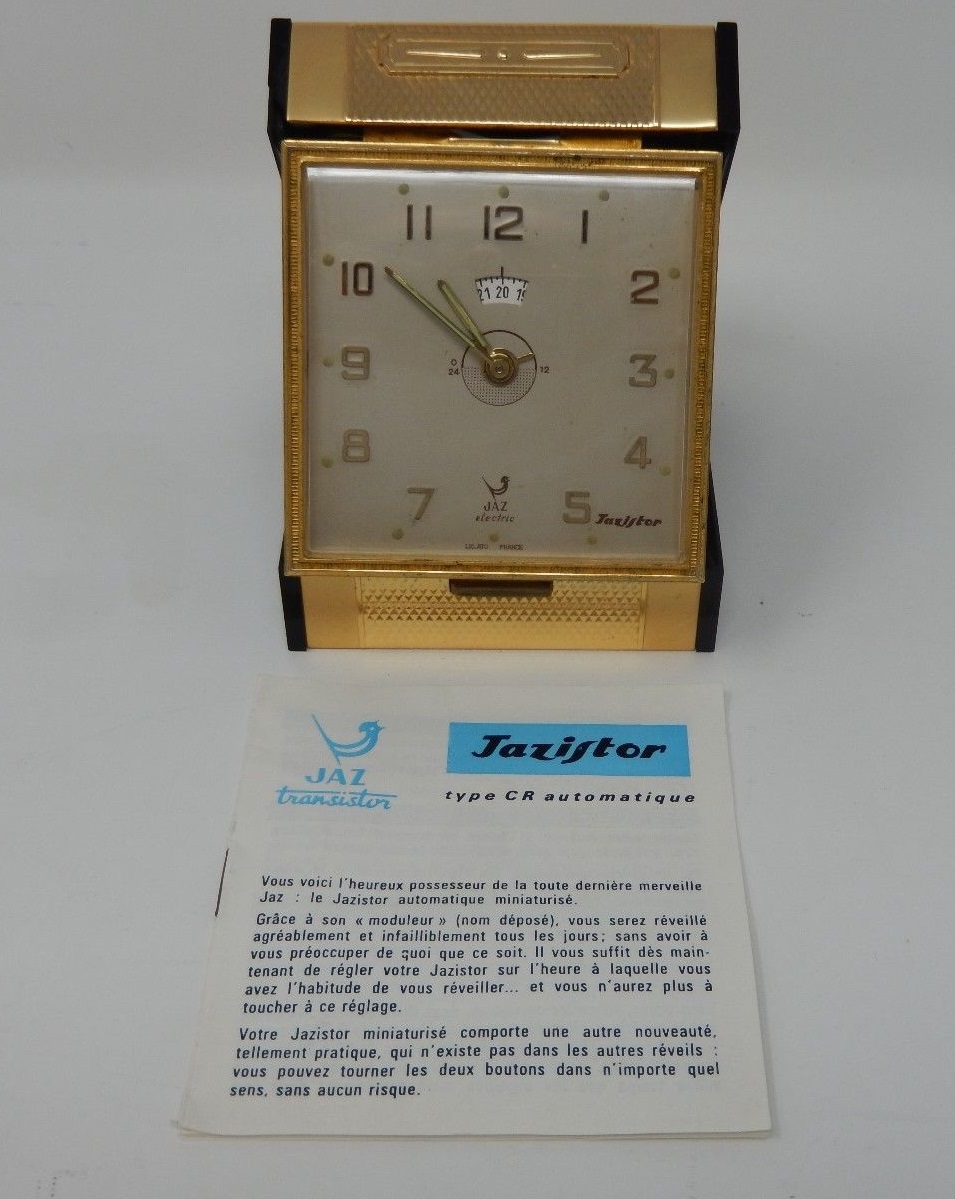 11 12 1
10 2
21 20 19
9 3
0
24 12
8 4
7 5
JAZ
electric
Jazistor
FRANCE
JAZ
transistor
Jazistor
type CR automatique
Vous voici l'heureux possesseur de la toute dernière merveille
Jaz : le Jazistor automatique miniaturisé.
Grâce à son « moduleur » (nom déposé), vous serez réveillé
agréablement et infailliblement tous les jours; sans avoir à
vous préoccuper de quoi que ce soit. Il vous suffit dès main-
tenant de régler votre Jazistor sur l'heure à laquelle vous
avez l'habitude de vous réveiller... et vous n'aurez plus à
toucher à ce réglage.
Votre Jazistor miniaturisé comporte une autre nouveauté,
tellement pratique, qui n'existe pas dans les autres réveils :
vous pouvez tourner les deux boutons dans n'importe quel
sens, sans aucun risque.